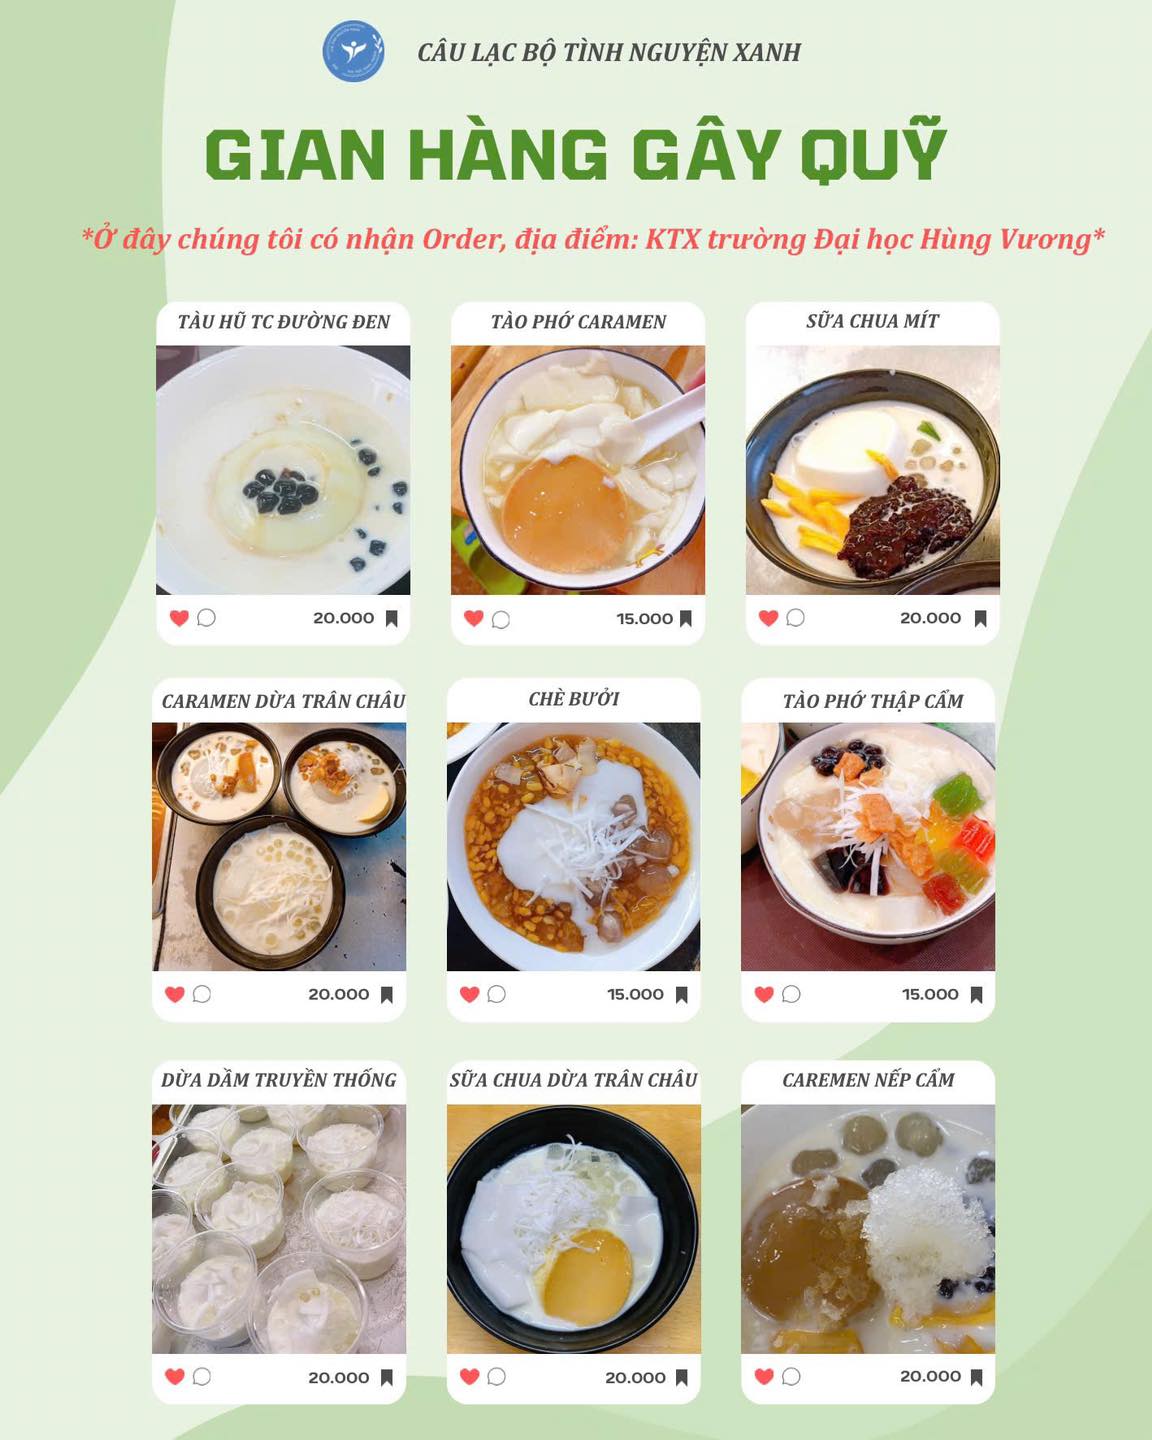 CÂU LẠC BỘ TÌNH NGUYỆN XANH
GIAN HÀNG GÂY QUỸ
*Ở đây chúng tôi có nhận Order, địa điểm: KTX trường Đại học Hùng Vương*
TÀU HŨ TC ĐƯỜNG ĐEN
TÀO PHỚ CARAMEN
SỮA CHUA MÍT
20.000
15.000
20.000
CARAMEN DỪA TRÂN CHÂU
CHÈ BƯỞI
TÀO PHỚ THẬP CẨM
20.000
15.000
15.000
DỪA DẦM TRUYỀN THỐNG
SỮA CHUA DỪA TRÂN CHÂU
CAREMEN NẾP CẨM
20.000
20.000
20.000